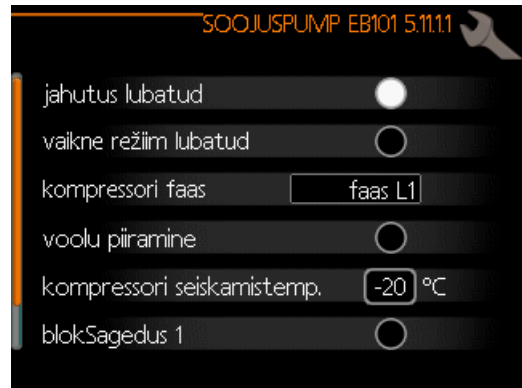 SOOJUSPUMP EB101 5.11.1.1
jahutus lubatud
vaikne režiim lubatud
kompressori faas faas L1
voolu piiramine
kompressori seiskamistemp. -20 °C
blokSagedus 1